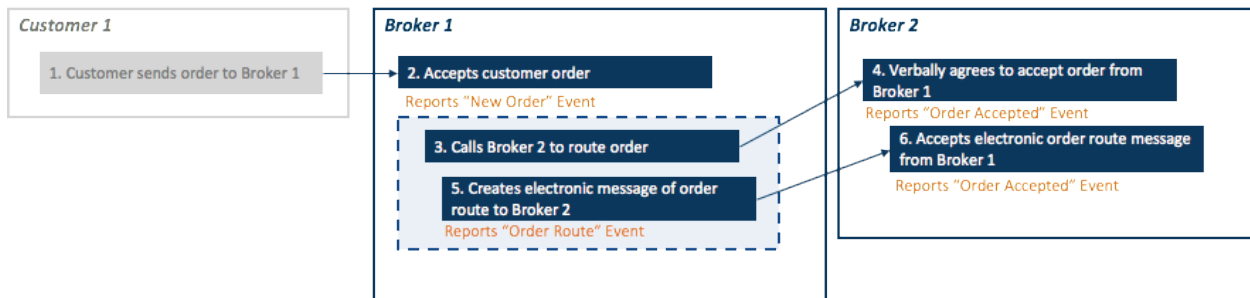 Customer 1
1. Customer sends order to Broker 1
Broker 1
2. Accepts customer order
Reports “New Order” Event
3. Calls Broker 2 to route order
5. Creates electronic message of order
route to Broker 2
Reports “Order Route” Event
Broker 2
4. Verbally agrees to accept order from
Broker 1
Reports “Order Accepted” Event
6. Accepts electronic order route message
from Broker 1
Reports “Order Accepted” Event